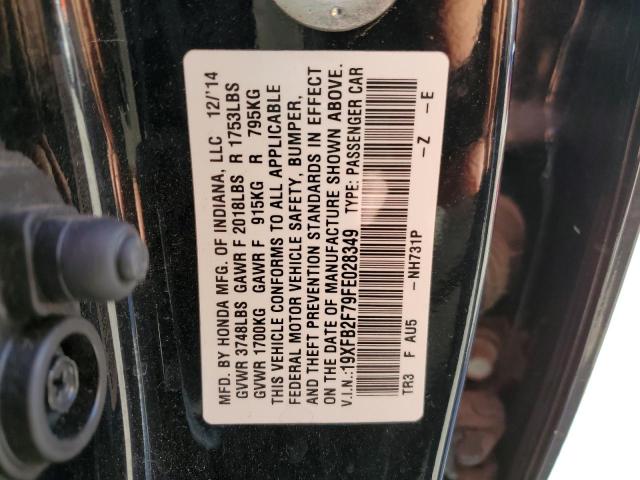 MFD. BY HONDA MFG. OF INDIANA, LLC 12/'14
GVWR 3748LBS GAWR F 2018LBS R 1753LBS
GVWR 1700KG GAWR F 915KG R 795KG
THIS VEHICLE CONFORMS TO ALL APPLICABLE
FEDERAL MOTOR VEHICLE SAFETY, BUMPER,
AND THEFT PREVENTION STANDARDS IN EFFECT
ON THE DATE OF MANUFACTURE SHOWN ABOVE.
V.I.N.:19XFB2F79FE028349 TYPE: PASSENGER CAR
TR3 F AU5 -NH731P -Z -E